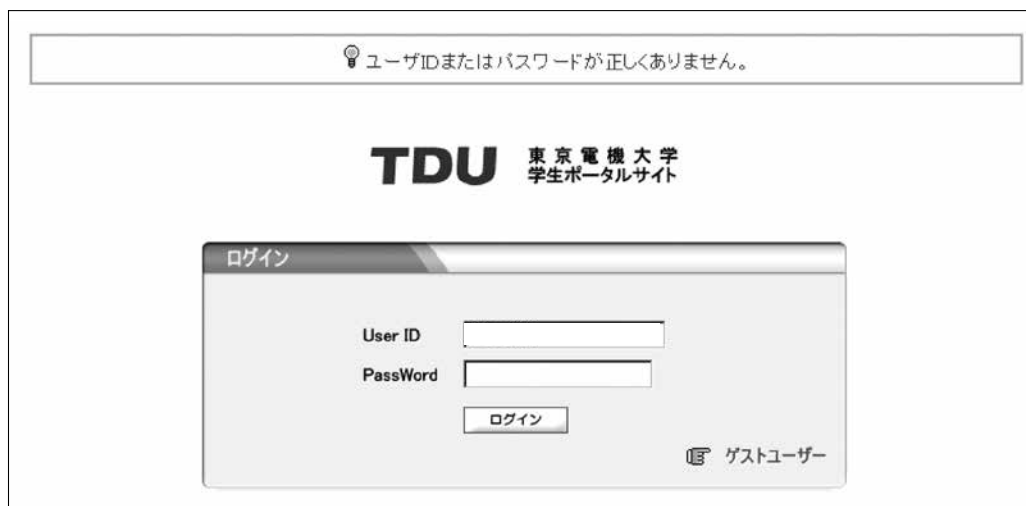 ユーザIDまたはパスワードが正しくありません。
TDU 東京電機大学
学生ポータルサイト
ログイン
User ID
PassWord
ログイン
ゲストユーザー